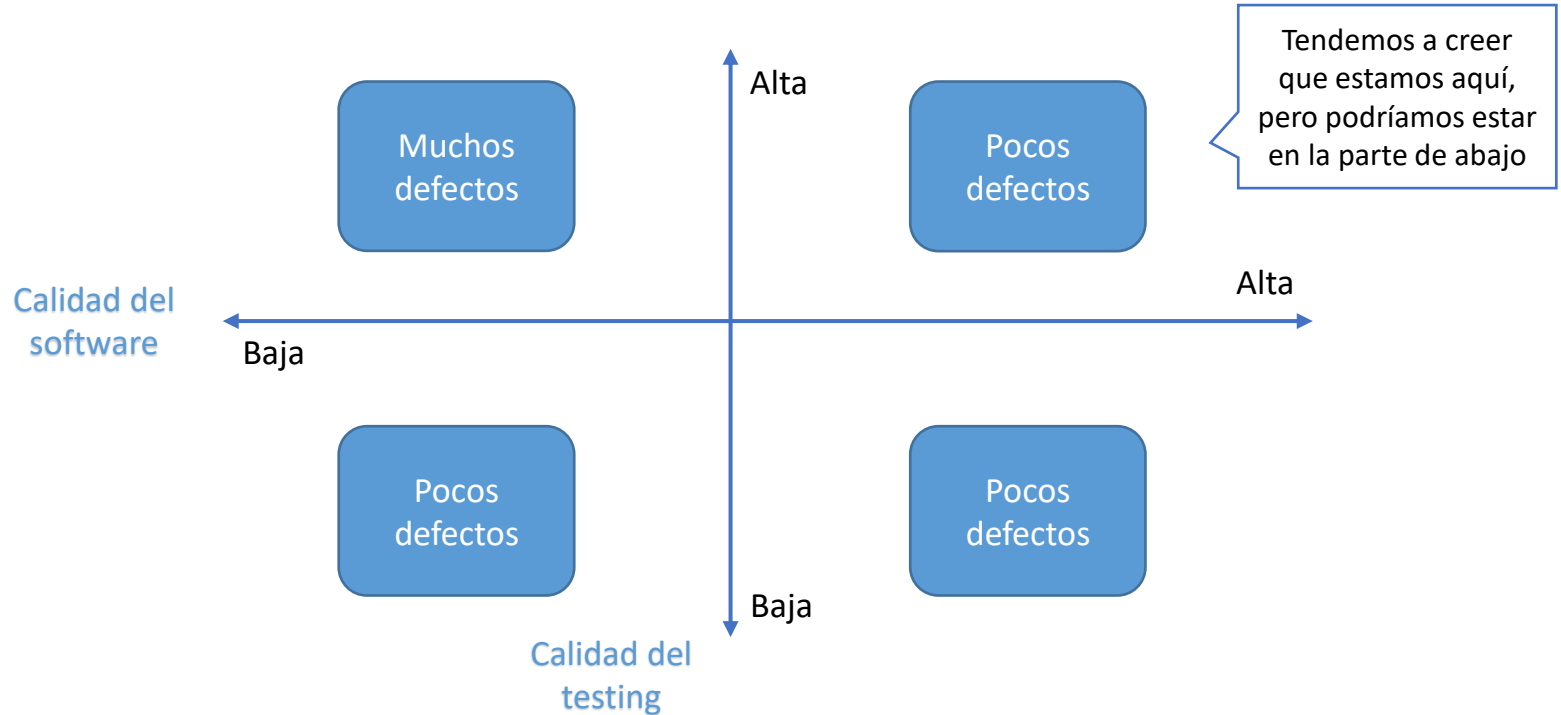 Tendemos a creer
que estamos aquí,
pero podríamos estar
en la parte de abajo
Alta
Muchos
defectos
Pocos
defectos
Alta
Calidad del
software
Baja
Pocos
defectos
Pocos
defectos
Baja
Calidad del
testing